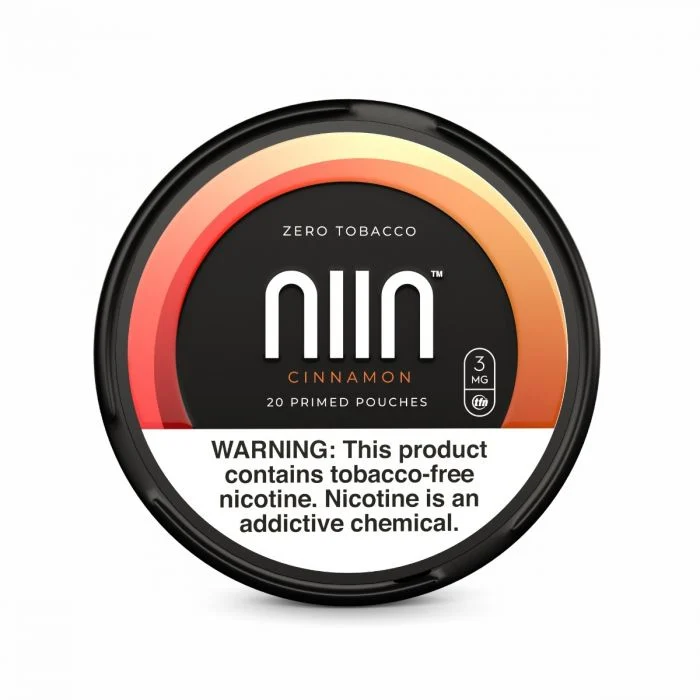 ZERO TOBACCO
niin™
CINNAMON
20 PRIMED POUCHES
3
MG
tfn
WARNING: This product
contains tobacco-free
nicotine. Nicotine is an
addictive chemical.